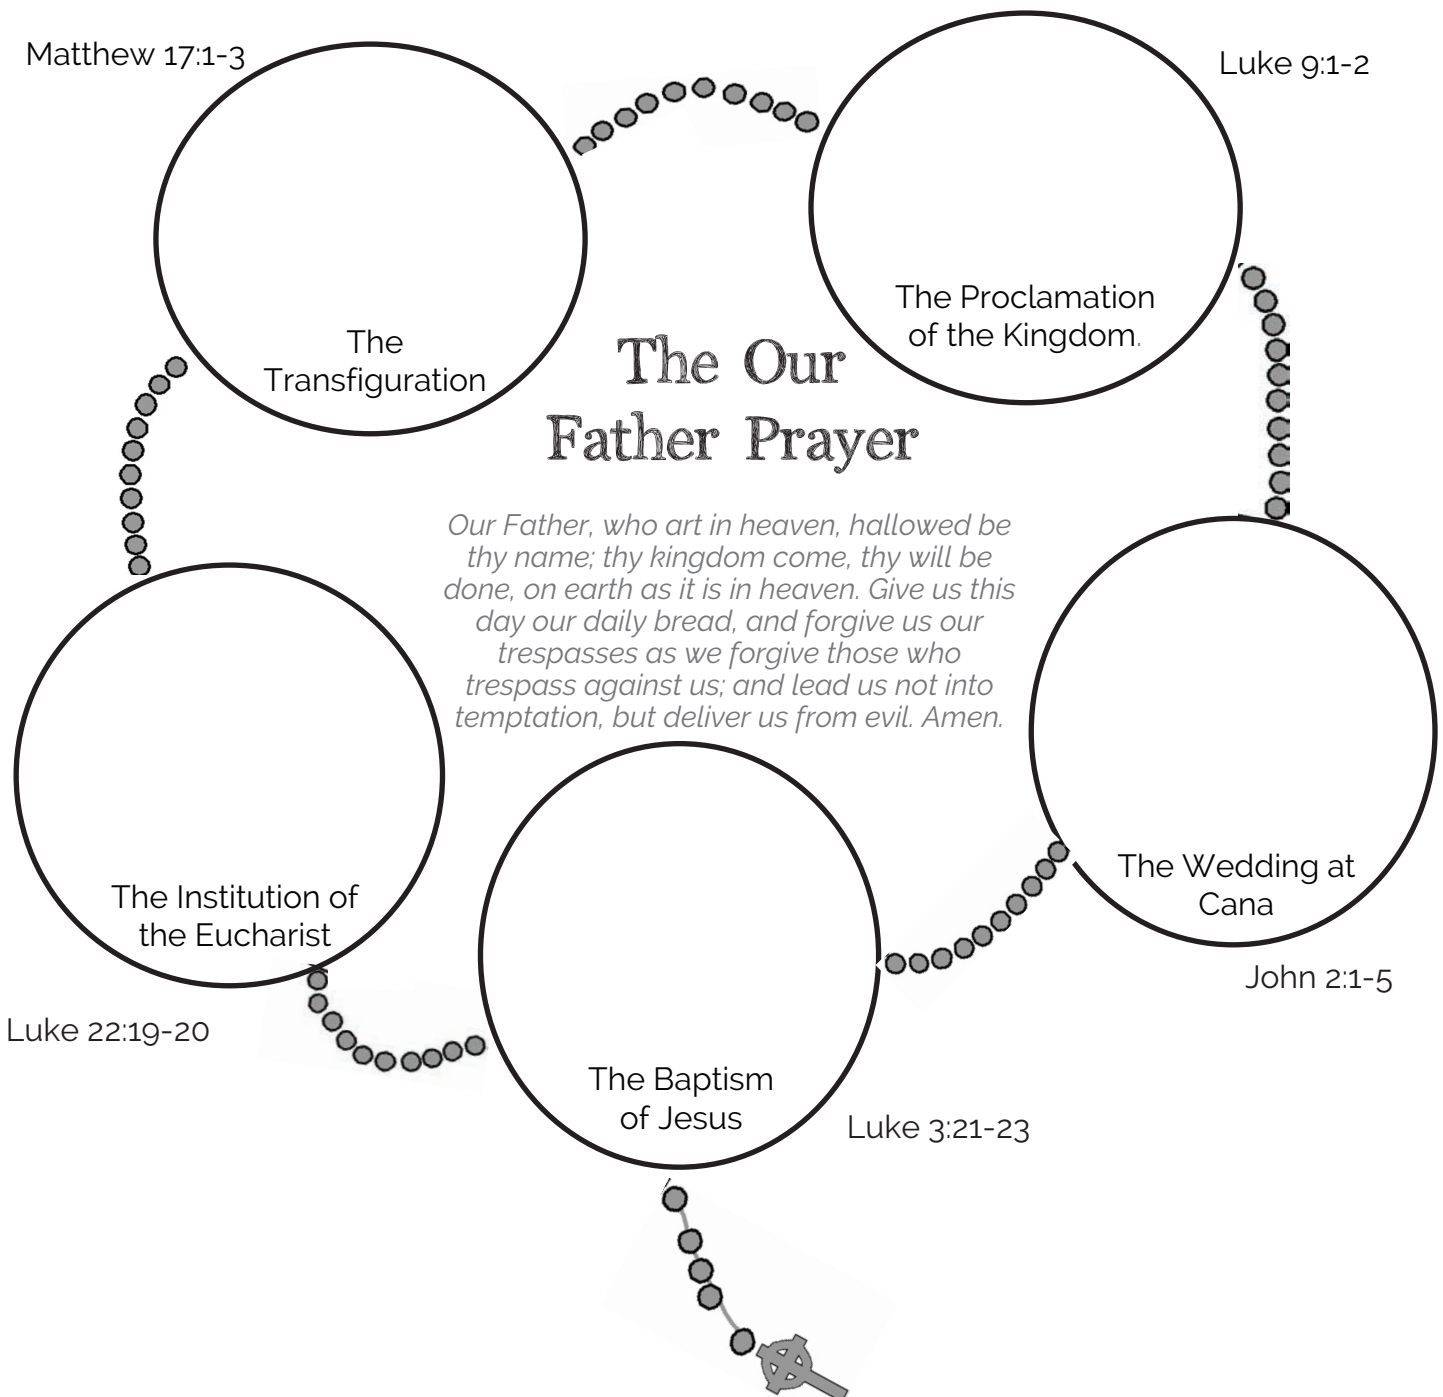 Matthew 17:1-3
Luke 9:1-2
The
Transfiguration
The Proclamation
of the Kingdom.
The Our
Father Prayer
Our Father, who art in heaven, hallowed be
thy name; thy kingdom come, thy will be
done, on earth as it is in heaven. Give us this
day our daily bread, and forgive us our
trespasses as we forgive those who
trespass against us; and lead us not into
temptation, but deliver us from evil. Amen.
The Institution of
the Eucharist
Luke 22:19-20
The Wedding at
Cana
John 2:1-5
The Baptism
of Jesus
Luke 3:21-23